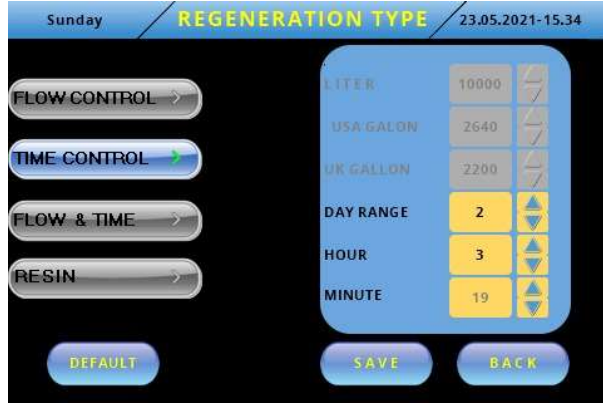 Sunday
REGENERATION TYPE
23.05.2021-15.34
FLOW CONTROL >
TIME CONTROL >
FLOW & TIME >
RESIN >
LITER 10000
USA GALON 2640
UK GALLON 2200
DAY RANGE 2
HOUR 3
MINUTE 19
DEFAULT
SAVE
BACK